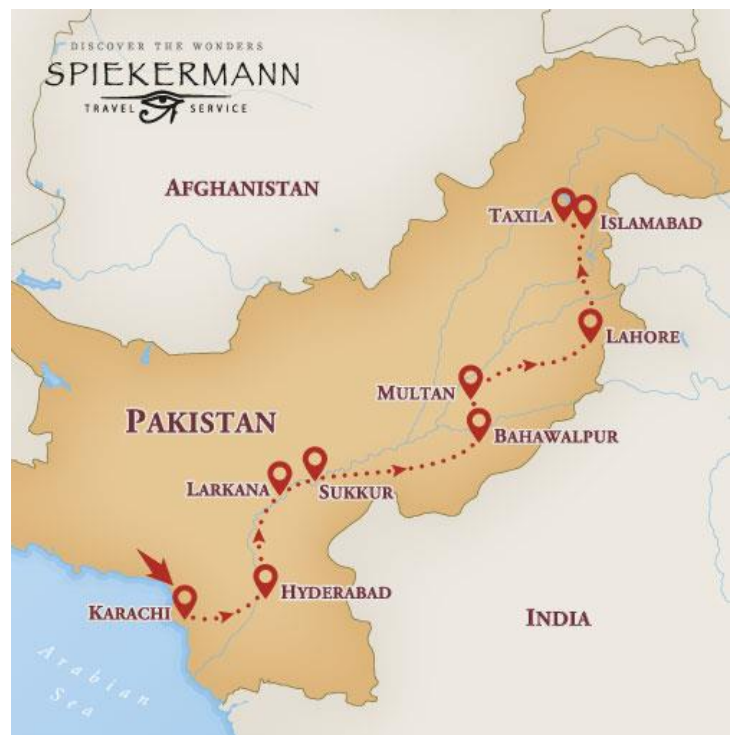 DISCOVER THE WONDERS
SPIEKERMANN
TRAVEL SERVICE
AFGHANISTAN
TAXILA
ISLAMABAD
LAHORE
MULTAN
PAKISTAN
BAHAWALPUR
LARKANA
SUKKUR
HYDERABAD
KARACHI
INDIA
Arabian
Sea